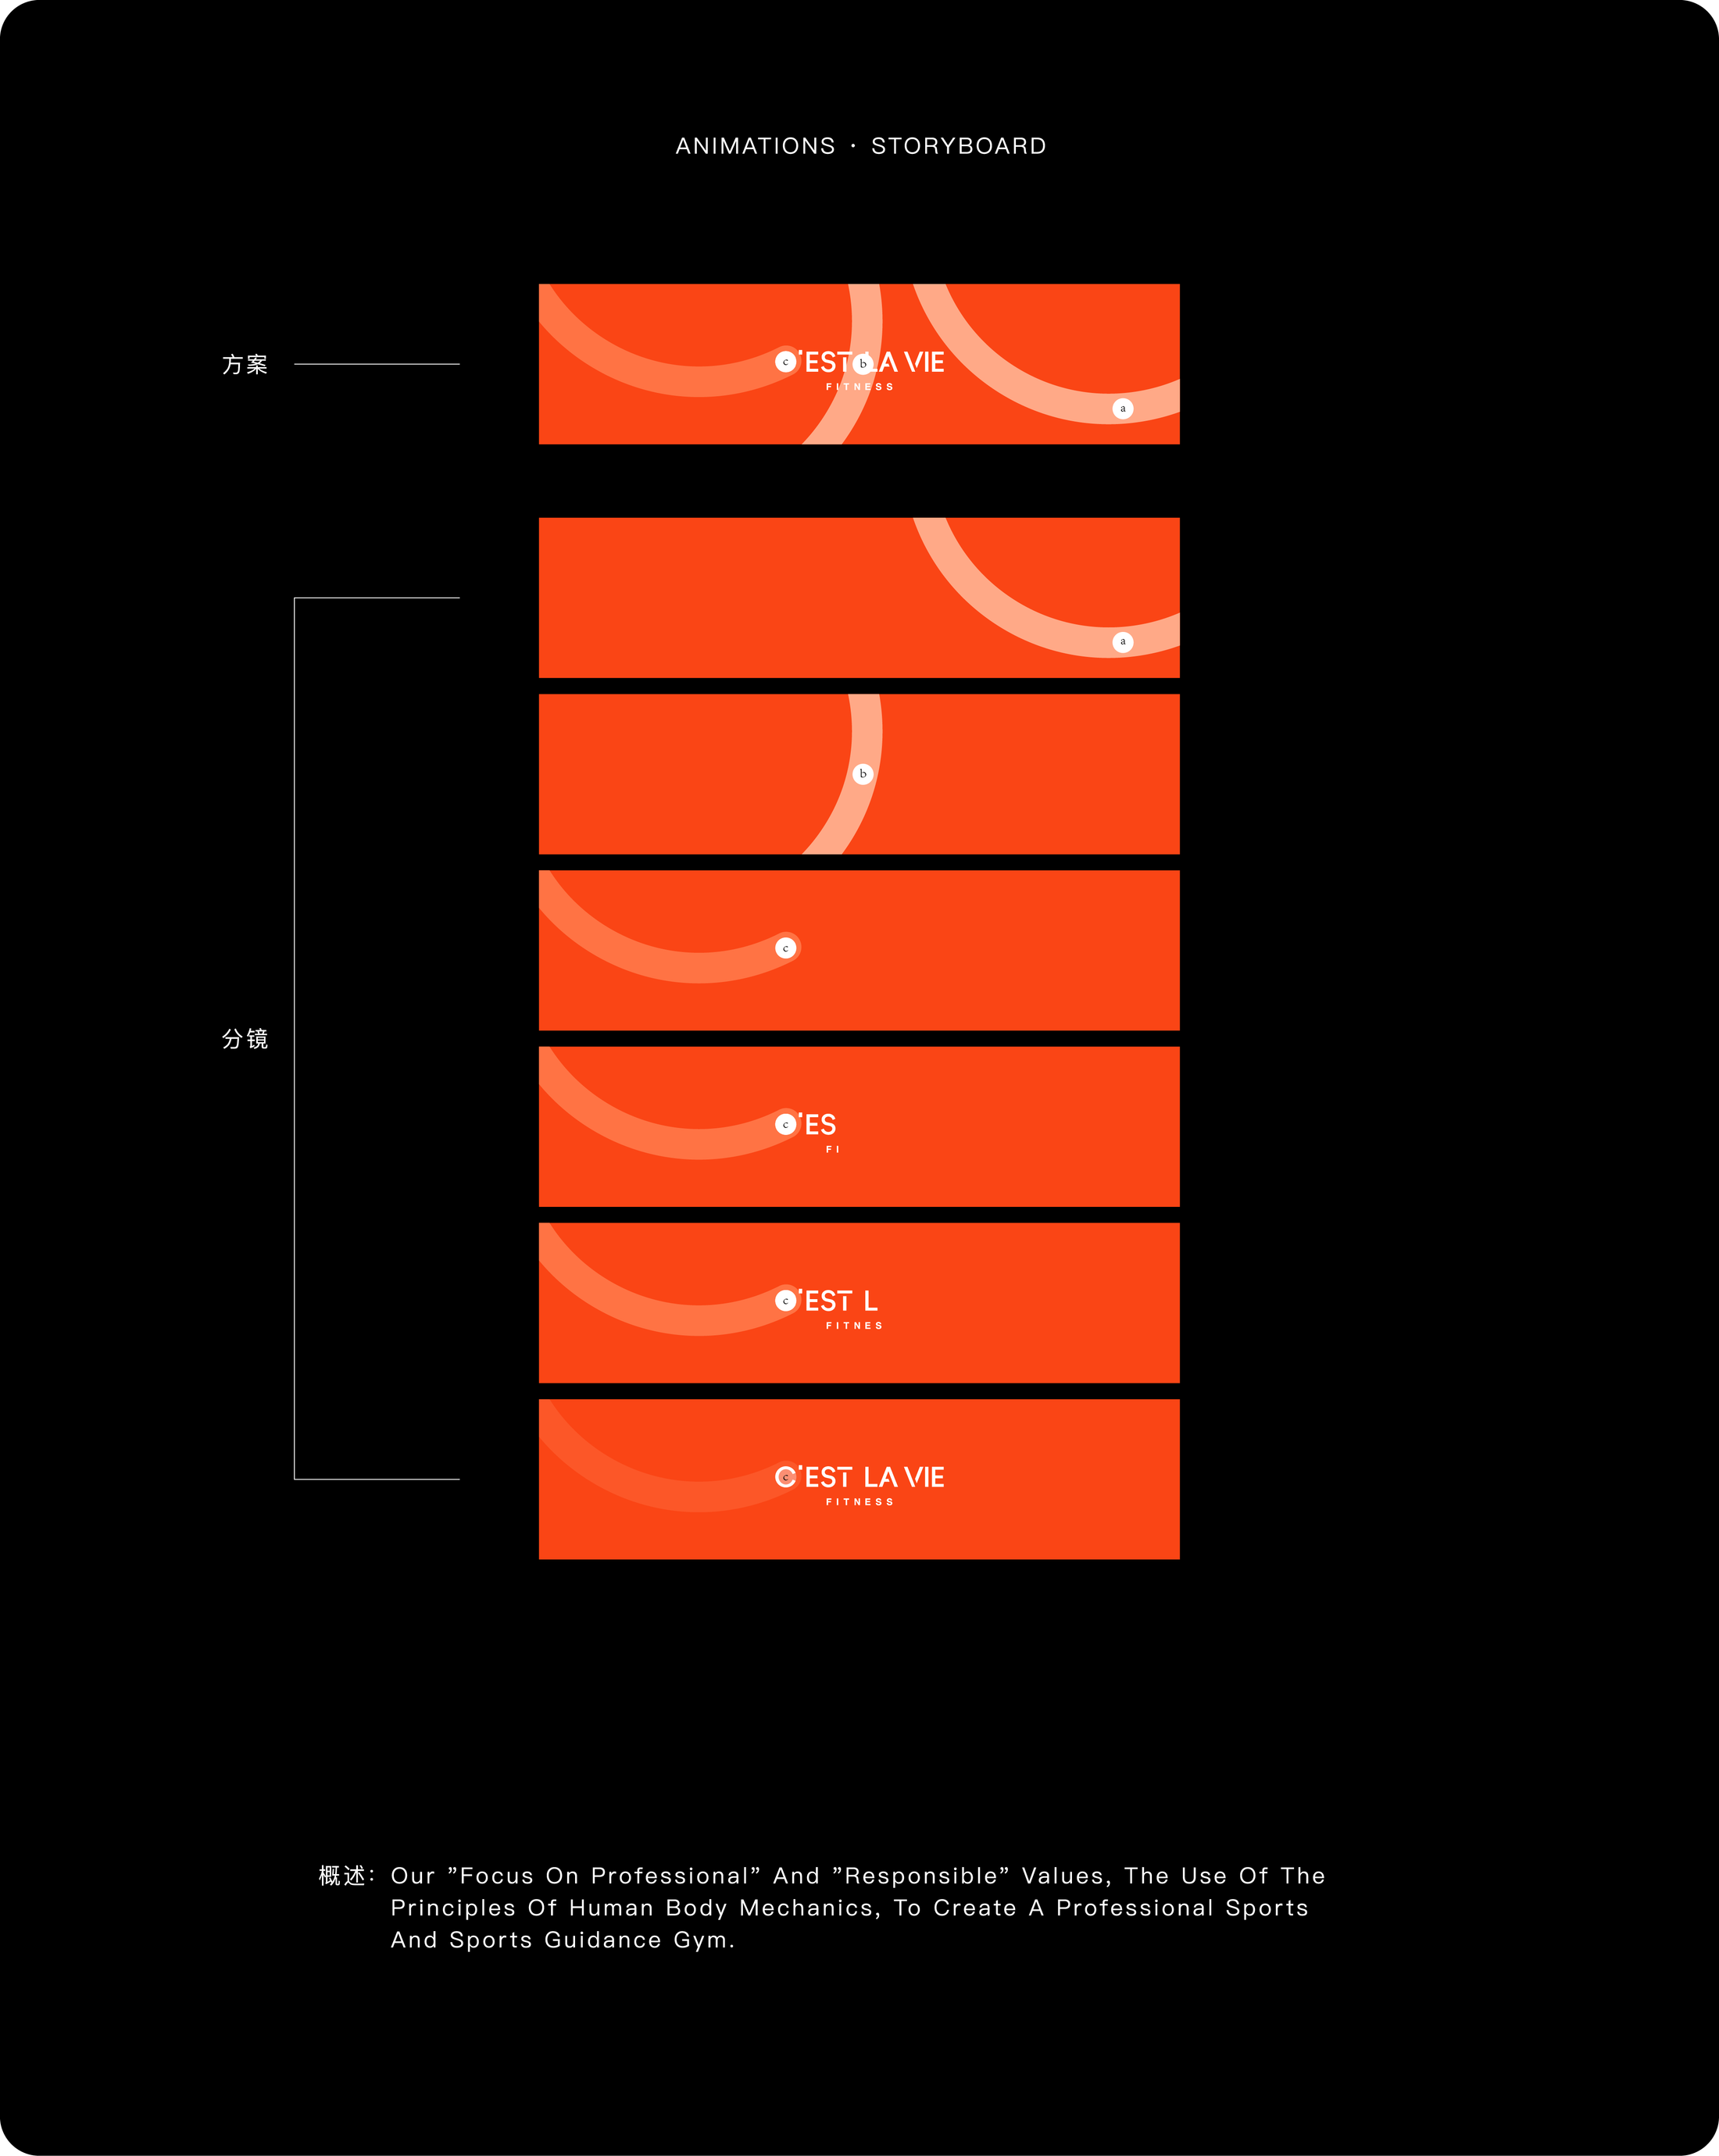 ANIMATIONS · STORYBOARD
方案
c 'EST b LA VIE
FITNESS
a
a
b
c
分镜
c 'ES
FI
c 'EST L
FITNES
C'EST LA VIE
c
FITNESS
概述： Our ”Focus On Professional” And ”Responsible” Values, The Use Of The
Principles Of Human Body Mechanics, To Create A Professional Sports
And Sports Guidance Gym.